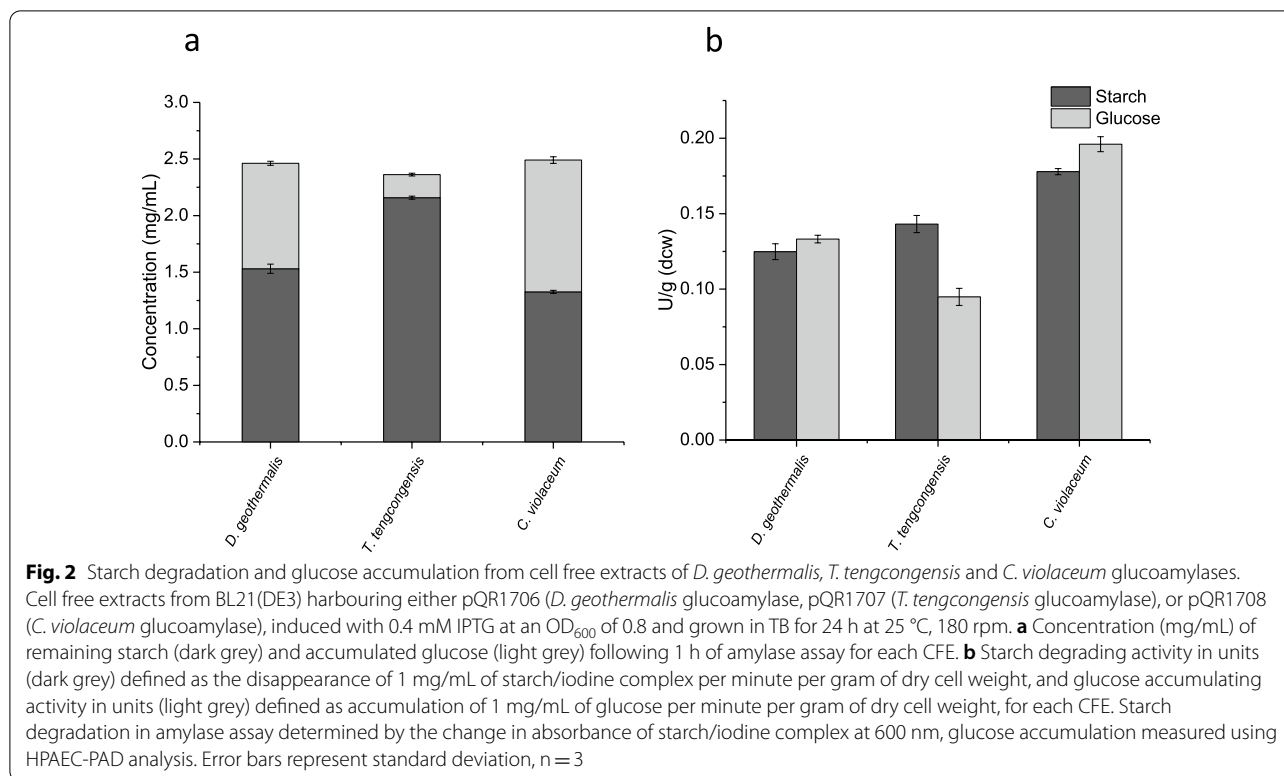 a
b
3.0
2.5
2.0
1.5
1.0
0.5
0.0
Concentration (mg/mL)
D. geothermalis
T. tengcongensis
C. violaceum
Starch
Glucose
0.20
0.15
0.10
0.05
0.00
U/g (dcw)
D. geothermalis
T. tengcongensis
C. violaceum
Fig. 2 Starch degradation and glucose accumulation from cell free extracts of D. geothermalis, T. tengcongensis and C. violaceum glucoamylases.
Cell free extracts from BL21(DE3) harbouring either pQR1706 (D. geothermalis glucoamylase, pQR1707 (T. tengcongensis glucoamylase), or pQR1708
(C. violaceum glucoamylase), induced with 0.4 mM IPTG at an OD600 of 0.8 and grown in TB for 24 h at 25 °C, 180 rpm. a Concentration (mg/mL) of
remaining starch (dark grey) and accumulated glucose (light grey) following 1 h of amylase assay for each CFE. b Starch degrading activity in units
(dark grey) defined as the disappearance of 1 mg/mL of starch/iodine complex per minute per gram of dry cell weight, and glucose accumulating
activity in units (light grey) defined as accumulation of 1 mg/mL of glucose per minute per gram of dry cell weight, for each CFE. Starch
degradation in amylase assay determined by the change in absorbance of starch/iodine complex at 600 nm, glucose accumulation measured using
HPAEC-PAD analysis. Error bars represent standard deviation, n = 3